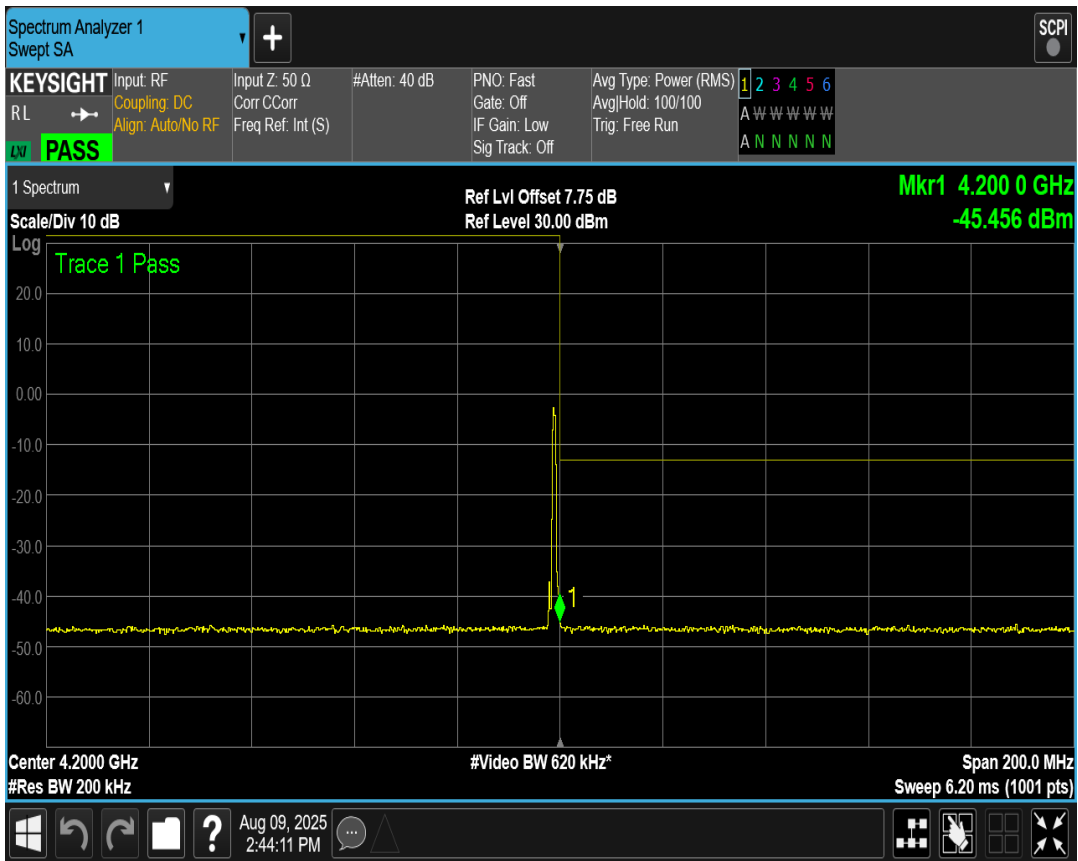 Spectrum Analyzer 1
Swept SA
SCPI
KEYSIGHT
RL
LXI PASS
Input: RF
Coupling: DC
Align: Auto/No RF
Input Z: 50 Ω
Corr CCorr
Freq Ref: Int (S)
#Atten: 40 dB
PNO: Fast
Gate: Off
IF Gain: Low
Sig Track: Off
Avg Type: Power (RMS)
Avg|Hold: 100/100
Trig: Free Run
1 2 3 4 5 6
A W W W W W
A N N N N N
1 Spectrum
Scale/Div 10 dB
Ref Lvl Offset 7.75 dB
Ref Level 30.00 dBm
Mkr1 4.200 0 GHz
-45.456 dBm
Log
Trace 1 Pass
20.0
10.0
0.00
-10.0
-20.0
-30.0
-40.0
1
-50.0
-60.0
Center 4.2000 GHz
#Video BW 620 kHz*
Span 200.0 MHz
#Res BW 200 kHz
Sweep 6.20 ms (1001 pts)
Aug 09, 2025
2:44:11 PM